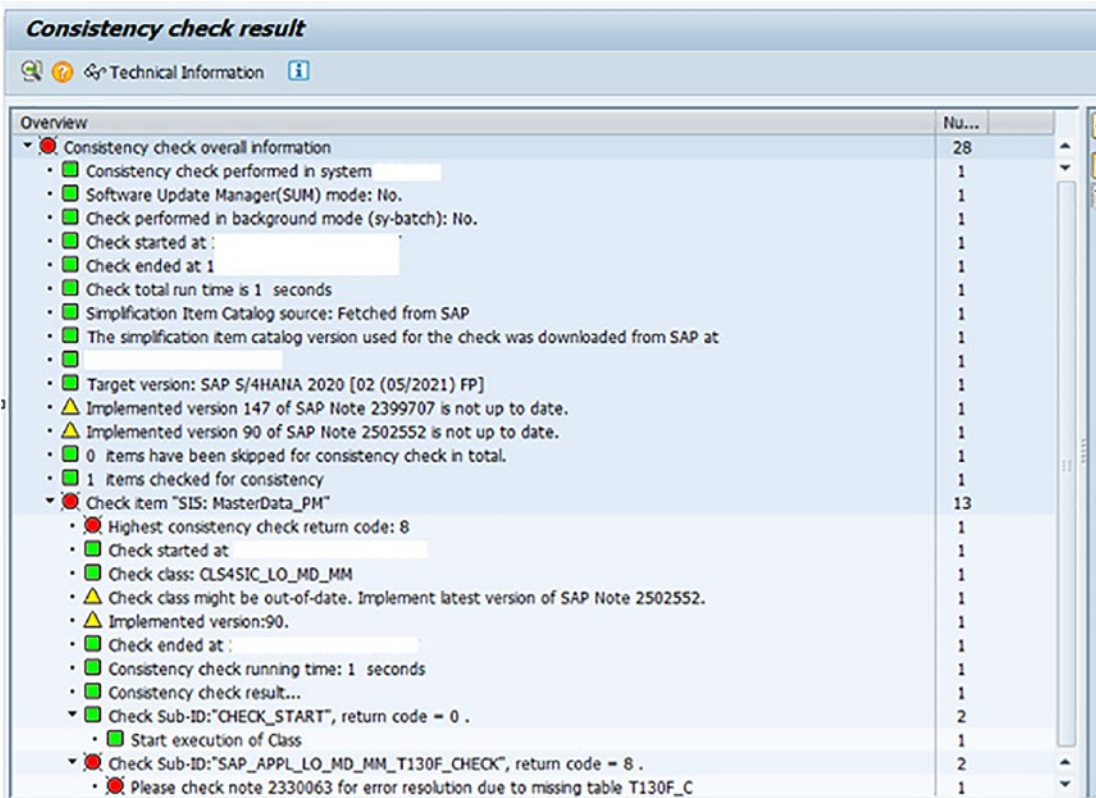 Consistency check result
Technical Information
Overview Nu...
Consistency check overall information 28
Consistency check performed in system 1
Software Update Manager(SUM) mode: No. 1
Check performed in background mode (sy-batch): No. 1
Check started at 1
Check ended at 1 1
Check total run time is 1 seconds 1
Simplification Item Catalog source: Fetched from SAP 1
The simplification item catalog version used for the check was downloaded from SAP at 1
1
Target version: SAP S/4HANA 2020 [02 (05/2021) FP] 1
Implemented version 147 of SAP Note 2399707 is not up to date. 1
Implemented version 90 of SAP Note 2502552 is not up to date. 1
0 items have been skipped for consistency check in total. 1
1 items checked for consistency 1
Check item "SI5: MasterData_PM" 13
Highest consistency check return code: 8 1
Check started at 1
Check class: CLS4SIC_LO_MD_MM 1
Check class might be out-of-date. Implement latest version of SAP Note 2502552. 1
Implemented version:90. 1
Check ended at 1
Consistency check running time: 1 seconds 1
Consistency check result... 1
Check Sub-ID:"CHECK_START", return code = 0 . 2
Start execution of Class 1
Check Sub-ID:"SAP_APPL_LO_MD_MM_T130F_CHECK", return code = 8 . 2
Please check note 2330063 for error resolution due to missing table T130F_C 1